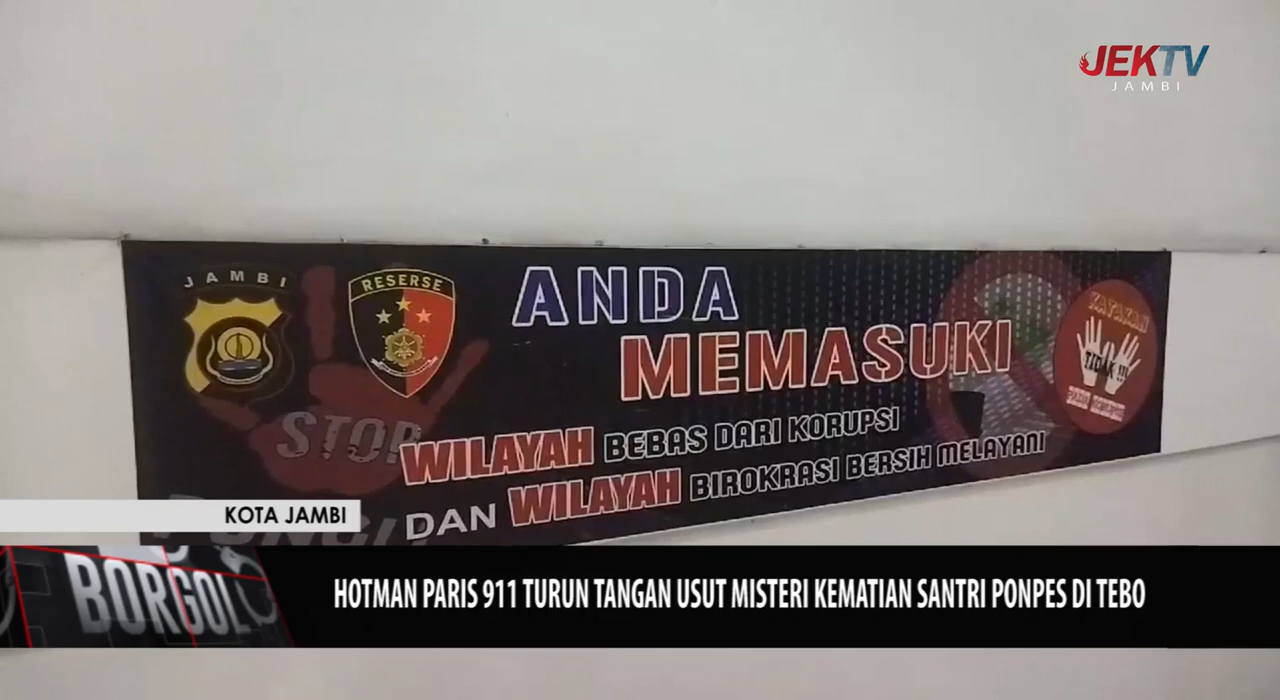 JEKTV
JAMBI
JAMBI
RESERSE
ANDA
MEMASUKI
KATAKAN
TIDAK !!!
STOP
WILAYAH BEBAS DARI KORUPSI
DAN WILAYAH BIROKRASI BERSIH MELAYANI
KOTA JAMBI
BORGOL
HOTMAN PARIS 911 TURUN TANGAN USUT MISTERI KEMATIAN SANTRI PONPES DI TEBO